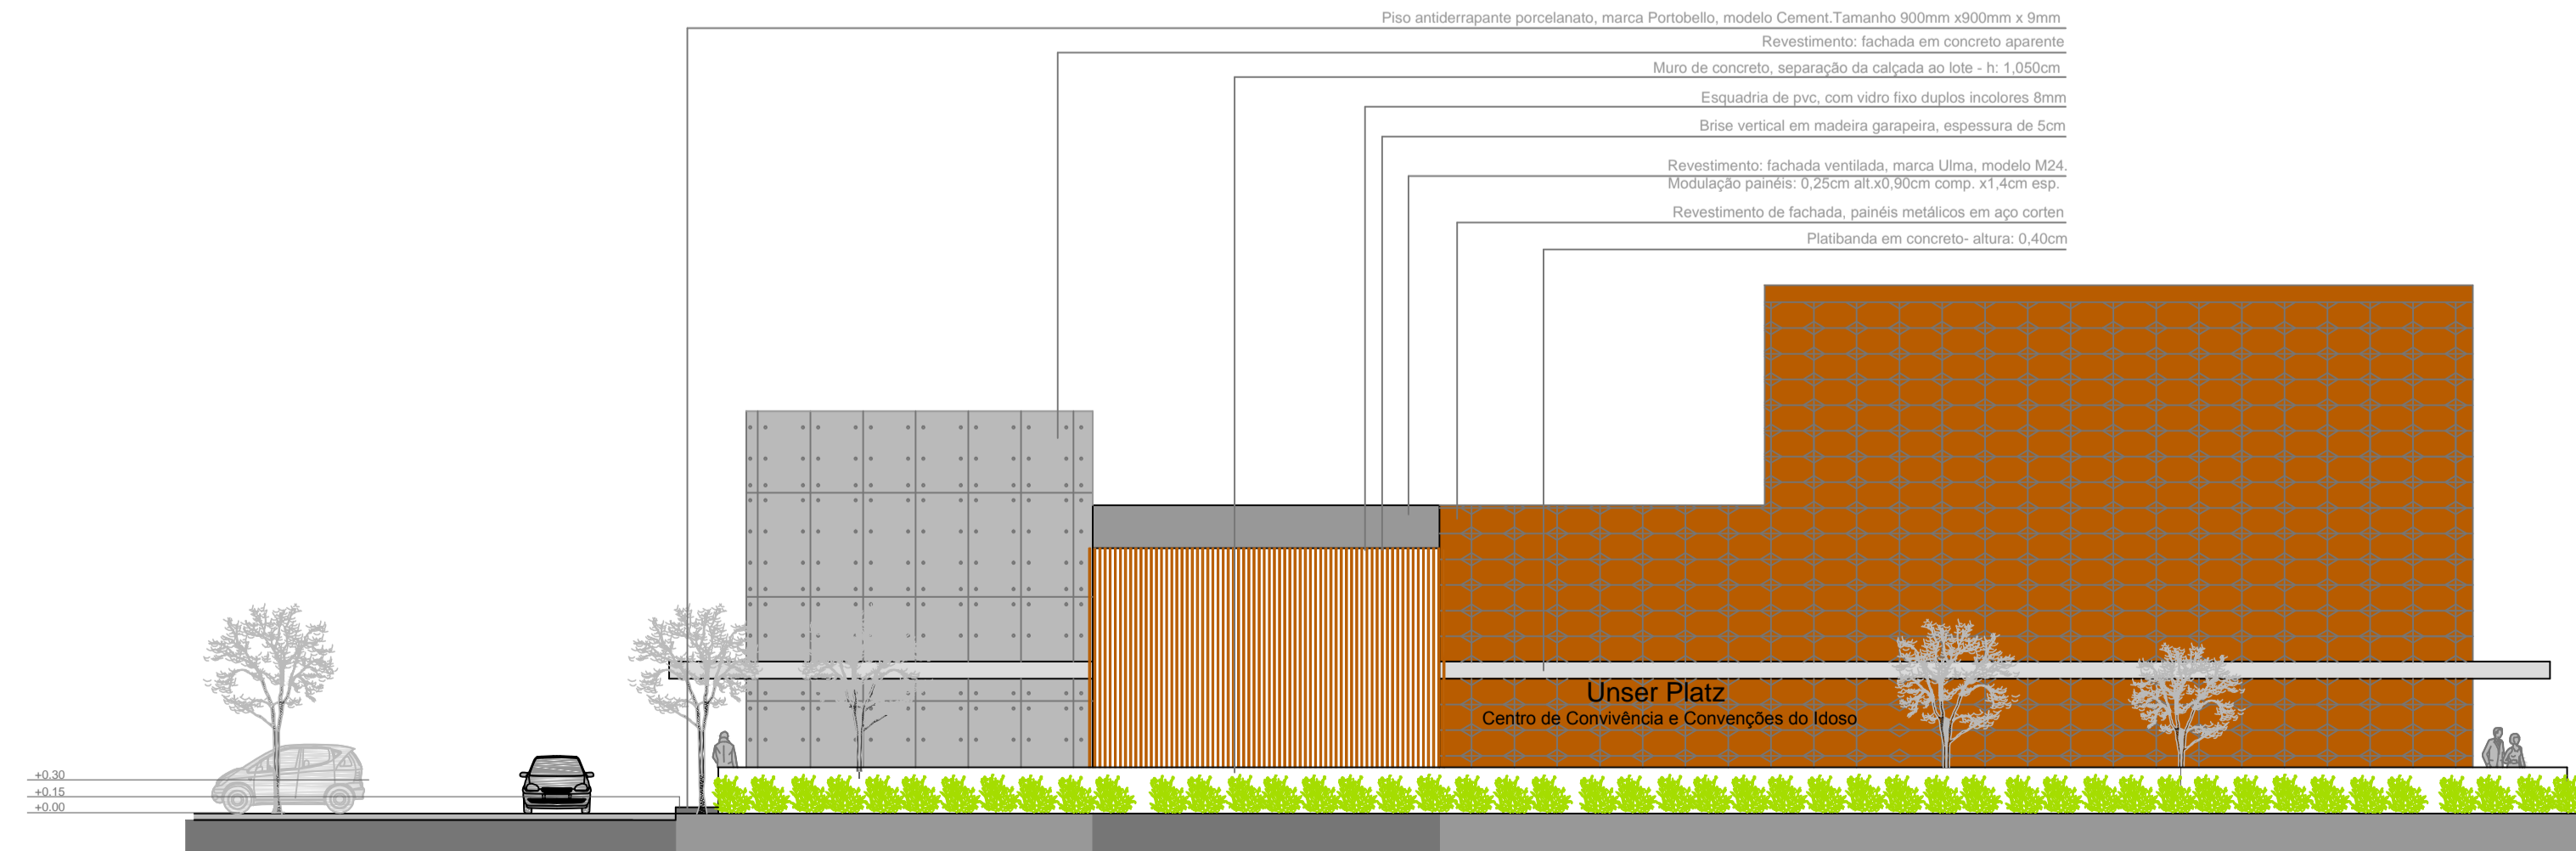 Piso antiderrapante porcelanato, marca Portobello, modelo Cement.Tamanho 900mm x900mm x 9mm
Revestimento: fachada em concreto aparente
Muro de concreto, separação da calçada ao lote - h: 1,050cm
Esquadria de pvc, com vidro fixo duplos incolores 8mm
Brise vertical em madeira garapeira, espessura de 5cm
Revestimento: fachada ventilada, marca Ulma, modelo M24.
Modulação painéis: 0,25cm alt.x0,90cm comp. x1,4cm esp.
Revestimento de fachada, painéis metálicos em aço corten
Platibanda em concreto- altura: 0,40cm
Unser Platz
Centro de Convivência e Convenções do Idoso
+0.30
+0.15
+0.00